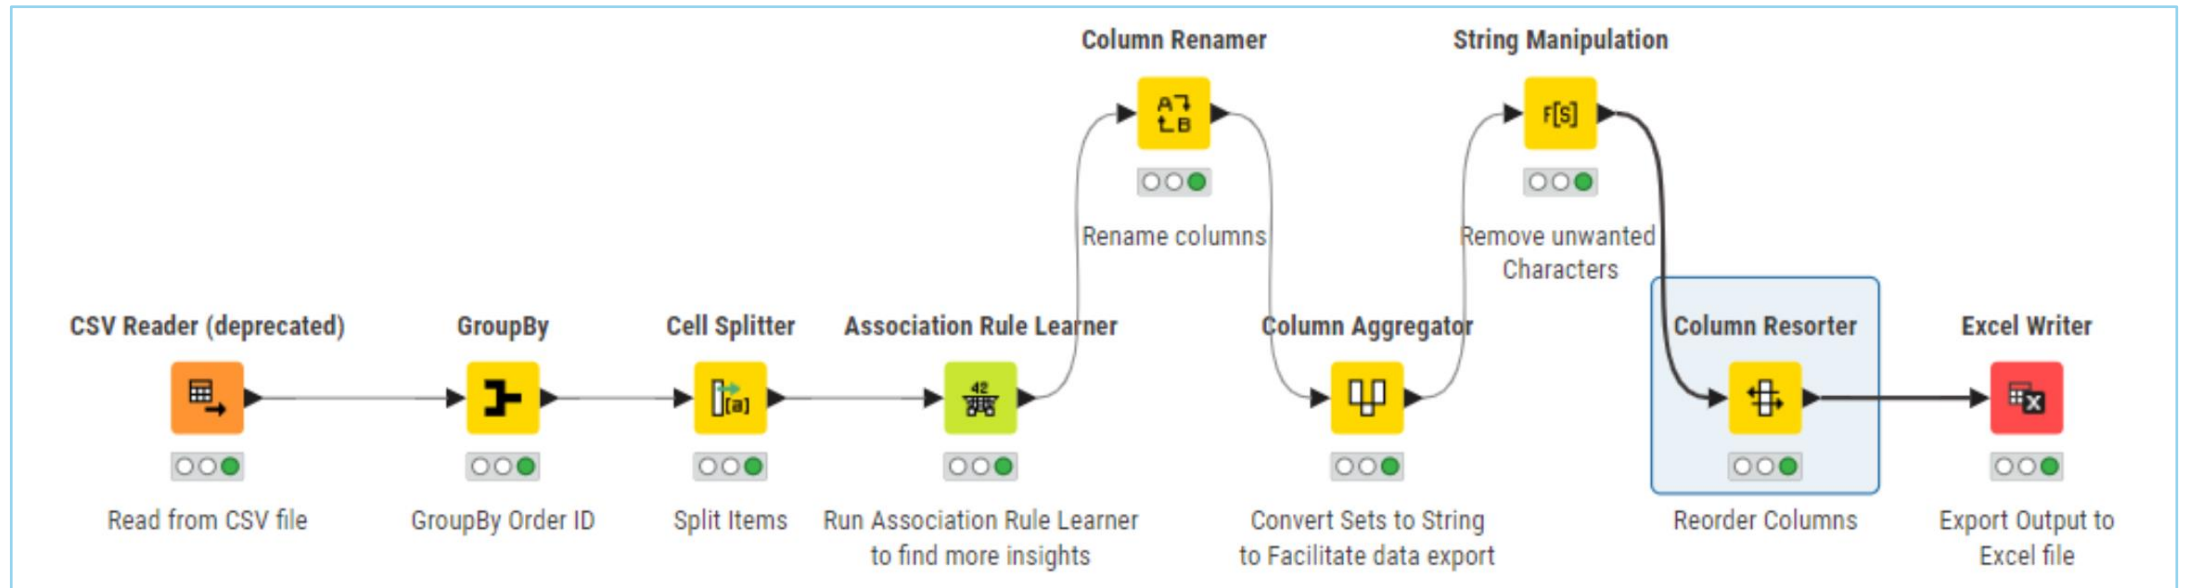 Column Renamer
String Manipulation
A
B
F[S]
Rename columns
Remove unwanted
Characters
CSV Reader (deprecated)
GroupBy
Cell Splitter
Association Rule Learner
Column Aggregator
Column Resorter
Excel Writer
[a]
42
X
Read from CSV file
GroupBy Order ID
Split Items
Run Association Rule Learner
to find more insights
Convert Sets to String
to Facilitate data export
Reorder Columns
Export Output to
Excel file